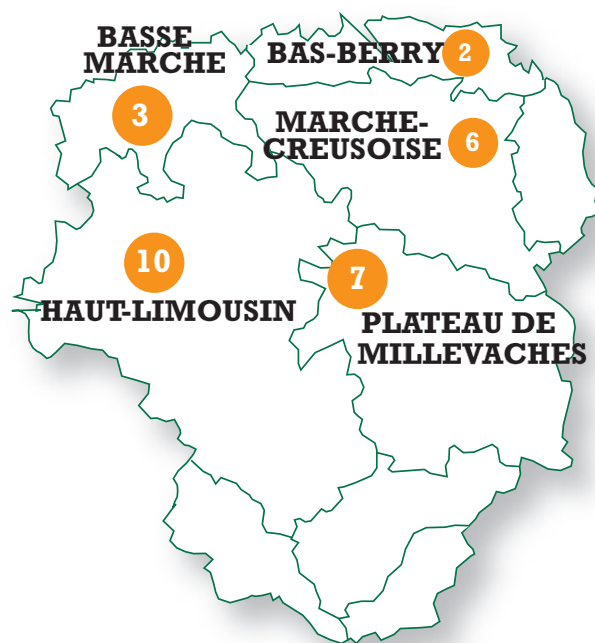 BASSE
MARCHE
3
BAS-BERRY 2
MARCHE-
CREUSOISE
6
10
HAUT-LIMOUSIN
7
PLATEAU DE
MILLEVACHES